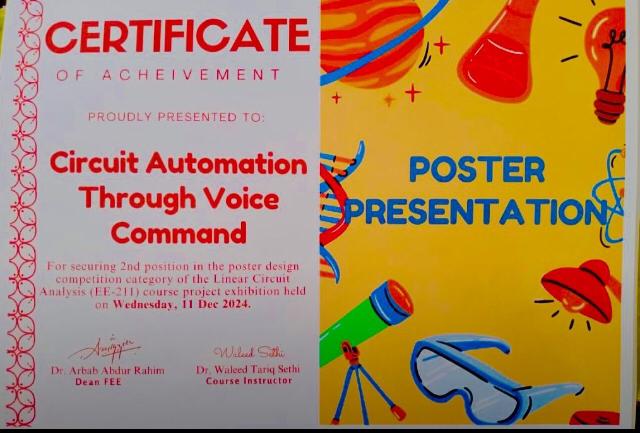 CERTIFICATE
OF ACHEIVEMENT
PROUDLY PRESENTED TO:
Circuit Automation
Through Voice
Command
For securing 2nd position in the poster design
competition category of the Linear Circuit
Analysis (EE-211) course project exhibition held
on Wednesday, 11 Dec 2024.
Waleed Sethi
Dr. Arbab Abdur Rahim
Dean FEE
Dr. Waleed Tariq Sethi
Course Instructor
POSTER
PRESENTATION